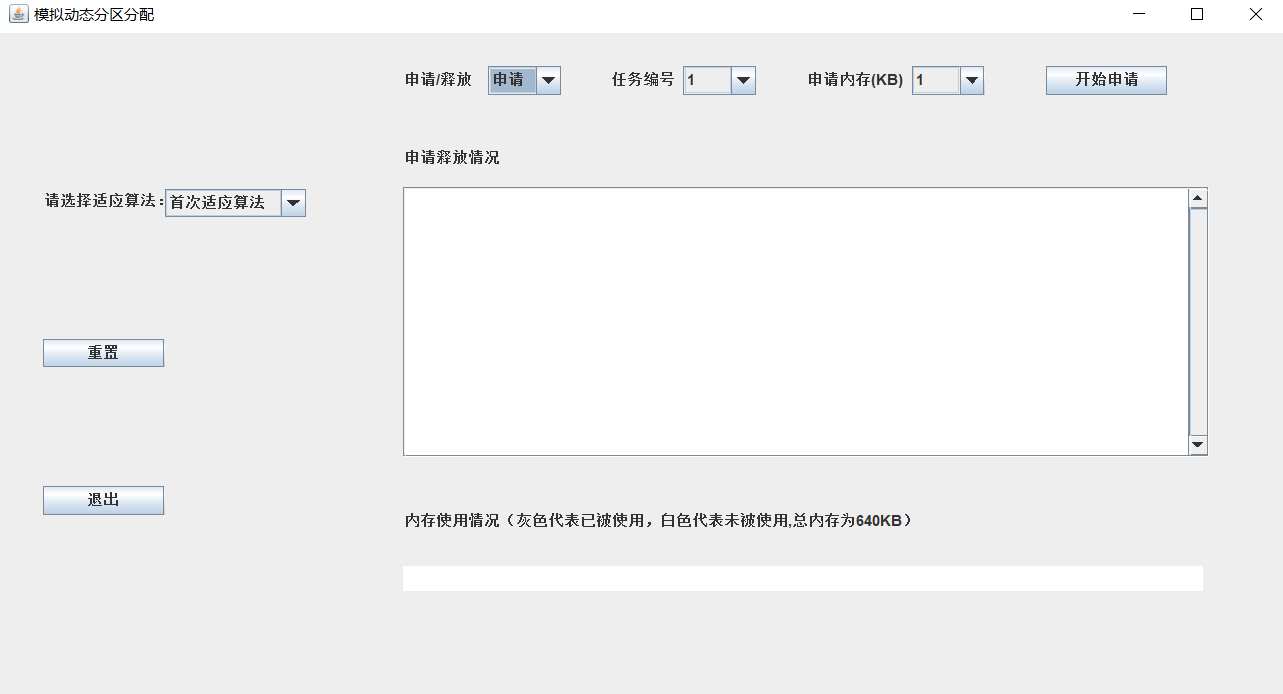 模拟动态分区分配
申请/释放 申请 任务编号 1 申请内存(KB) 1 开始申请
申请释放情况
请选择适应算法： 首次适应算法
重置
退出
内存使用情况（灰色代表已被使用，白色代表未被使用,总内存为640KB）